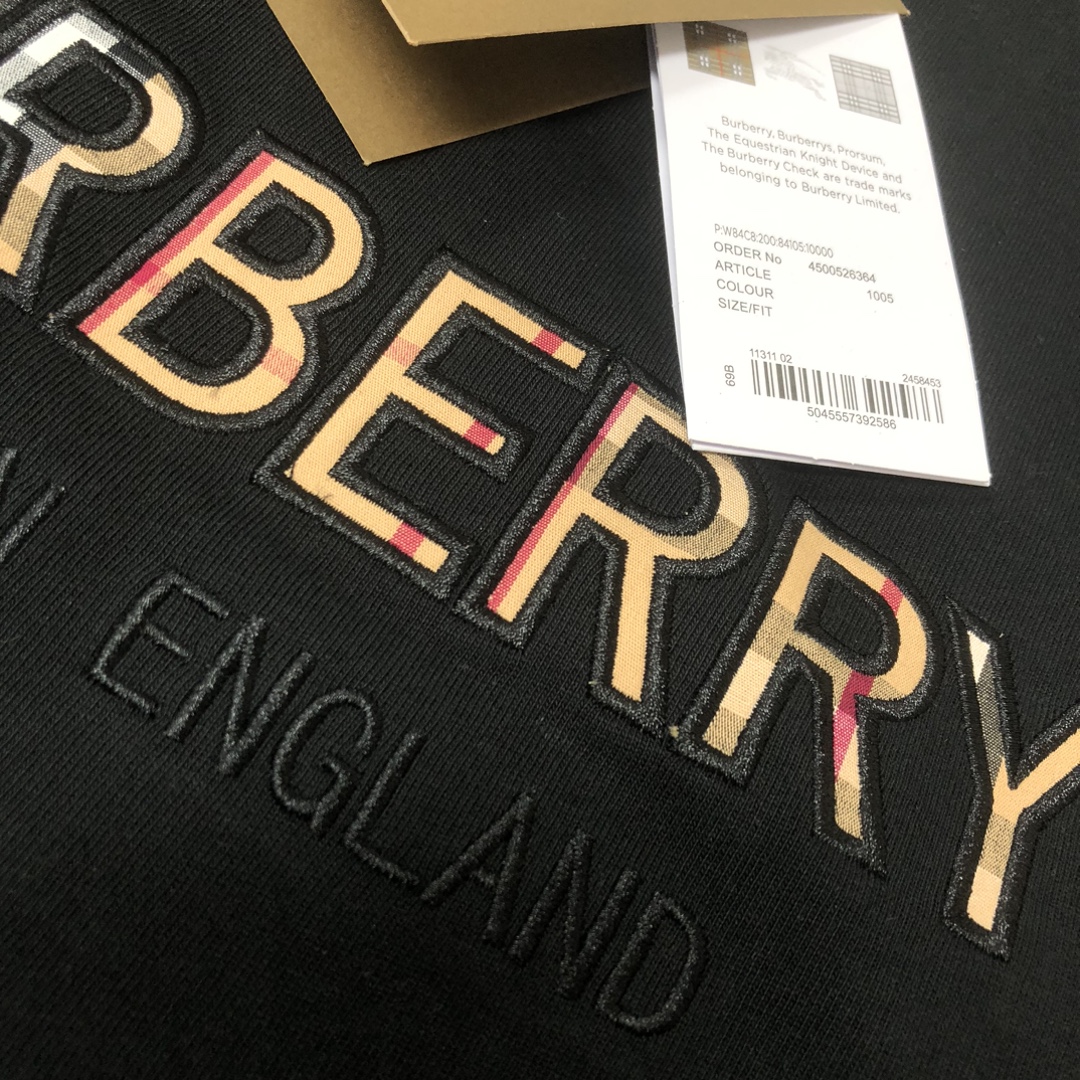 RBERRY
ENGLAND
Burberry, Burberrys, Prorsum,
The Equestrian Knight Device and
The Burberry Check are trade marks
belonging to Burberry Limited.
P:W84C8:200:84105:10000
ORDER No 4500526364
ARTICLE
COLOUR 1005
SIZE/FIT
69B
11311 02
2458453
5045557392586